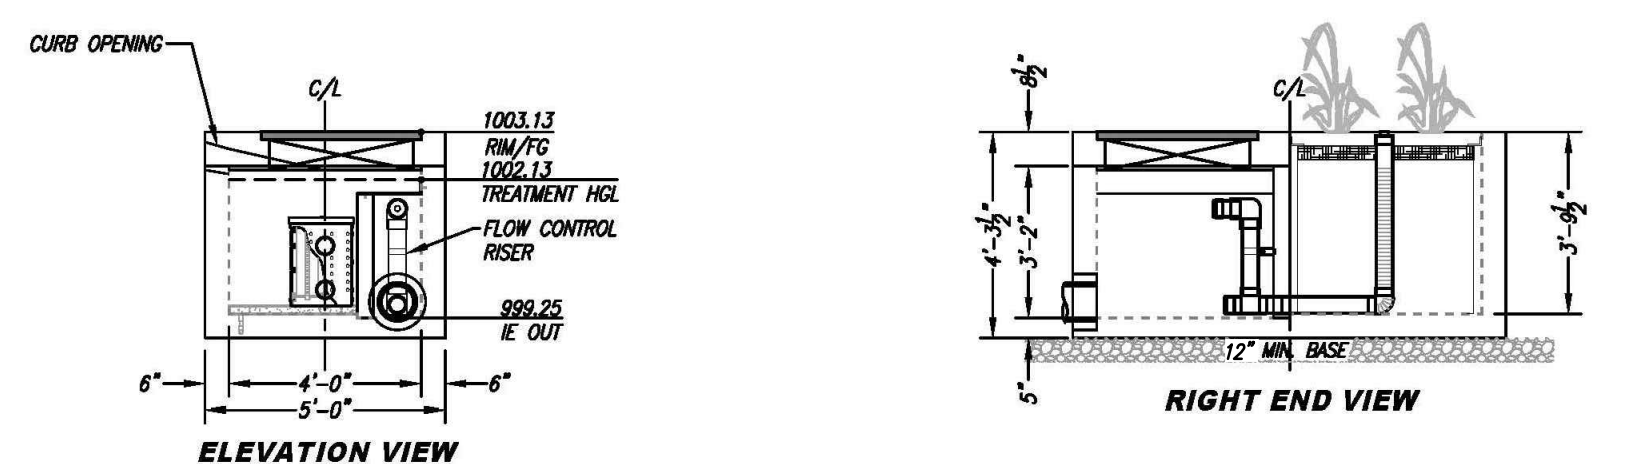 CURB OPENING
C/L
1003.13
RIM/FG
1002.13
TREATMENT HGL
FLOW CONTROL
RISER
999.25
IE OUT
6"
4'-0"
6"
5'-0"
ELEVATION VIEW
8½"
C/L
4'-3½"
3'-2"
3'-9½"
5"
12" MIN. BASE
RIGHT END VIEW